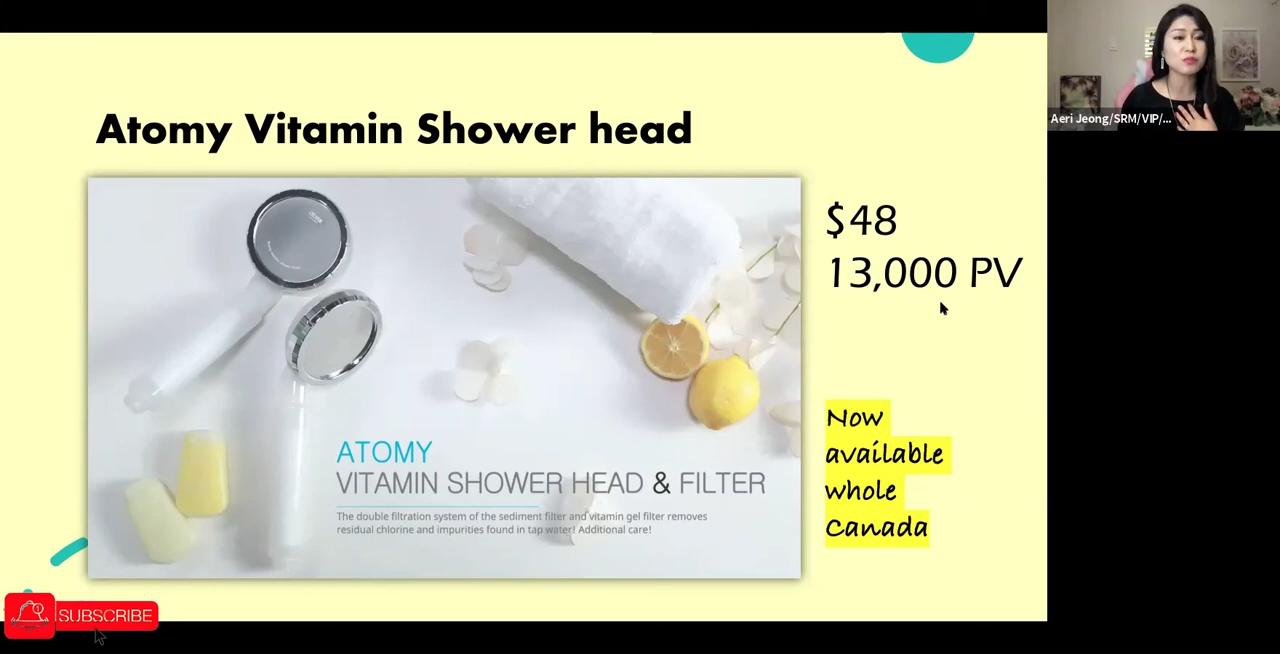 Atomy Vitamin Shower head
$48
13,000 PV
ATOMY
VITAMIN SHOWER HEAD & FILTER
The double filtration system of the sediment filter and vitamin gel filter removes
residual chlorine and impurities found in tap water! Additional care!
Now
available
whole
Canada
Aeri Jeong/SRM/VIP/...
SUBSCRIBE